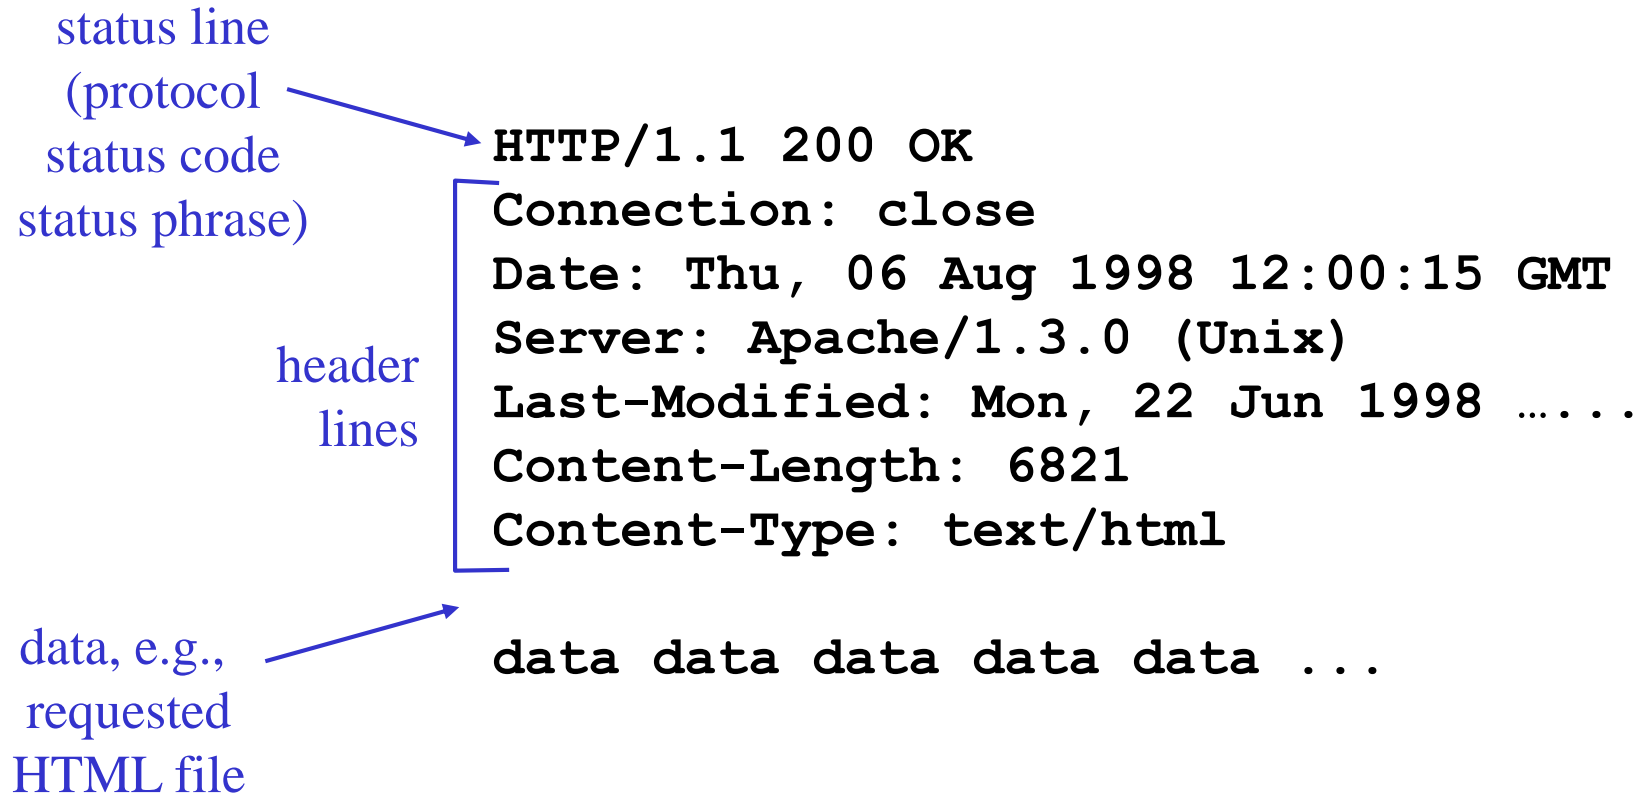 status line
(protocol
status code
status phrase)
HTTP/1.1 200 OK
Connection: close
Date: Thu, 06 Aug 1998 12:00:15 GMT
Server: Apache/1.3.0 (Unix)
Last-Modified: Mon, 22 Jun 1998 …...
Content-Length: 6821
Content-Type: text/html
header
lines
data, e.g.,
requested
HTML file
data data data data data ...